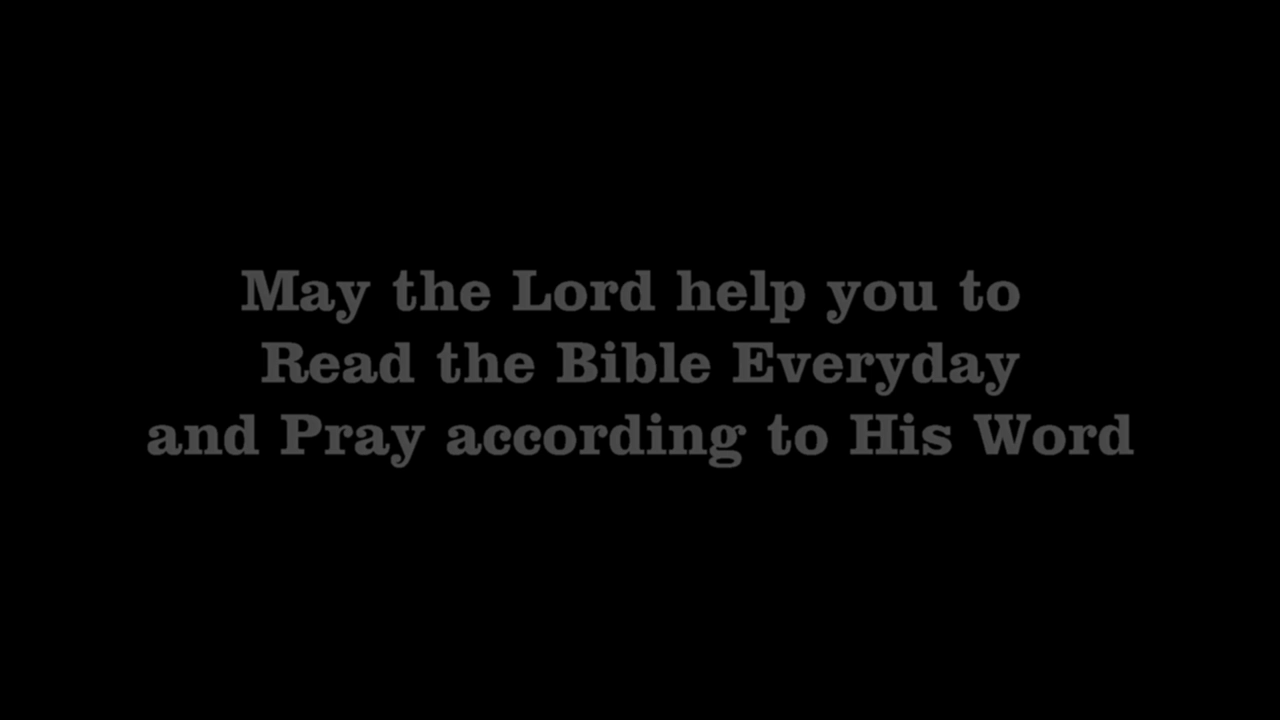 May the Lord help you to
Read the Bible Everyday
and Pray according to His Word